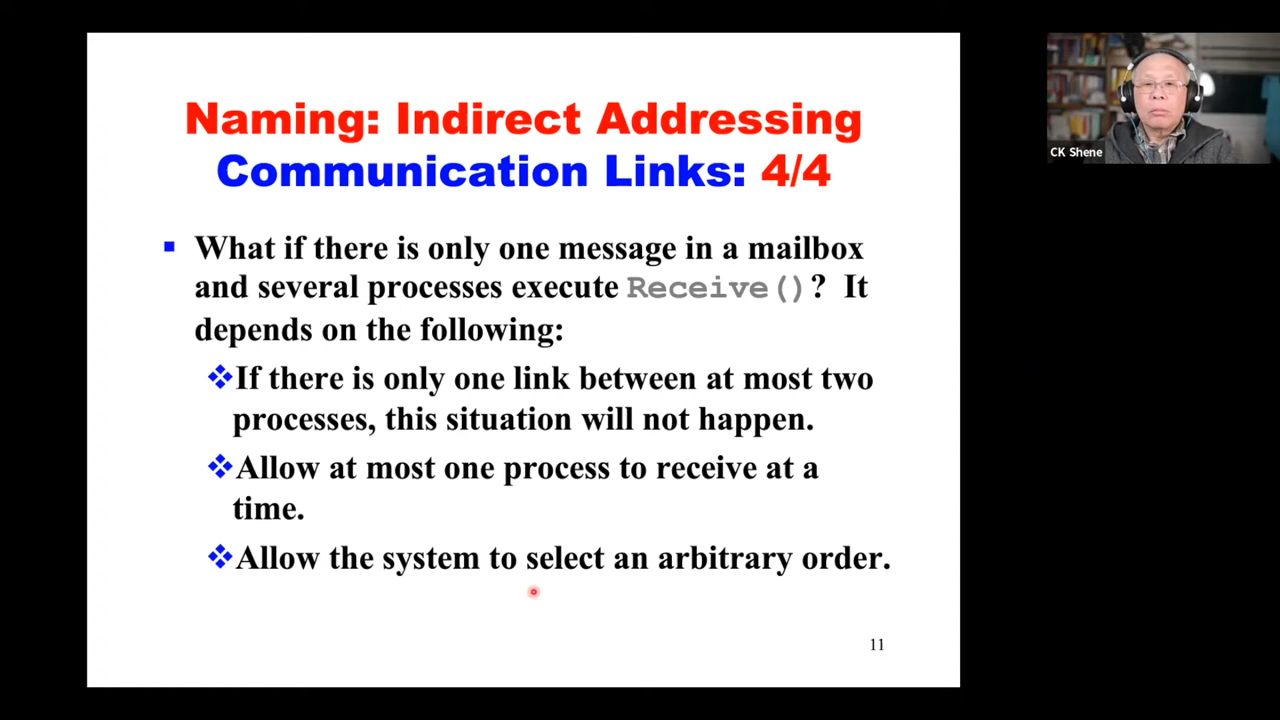 Naming: Indirect Addressing
Communication Links: 4/4
What if there is only one message in a mailbox
and several processes execute Receive()? It
depends on the following:
If there is only one link between at most two
processes, this situation will not happen.
Allow at most one process to receive at a
time.
Allow the system to select an arbitrary order.
11
CK Shene